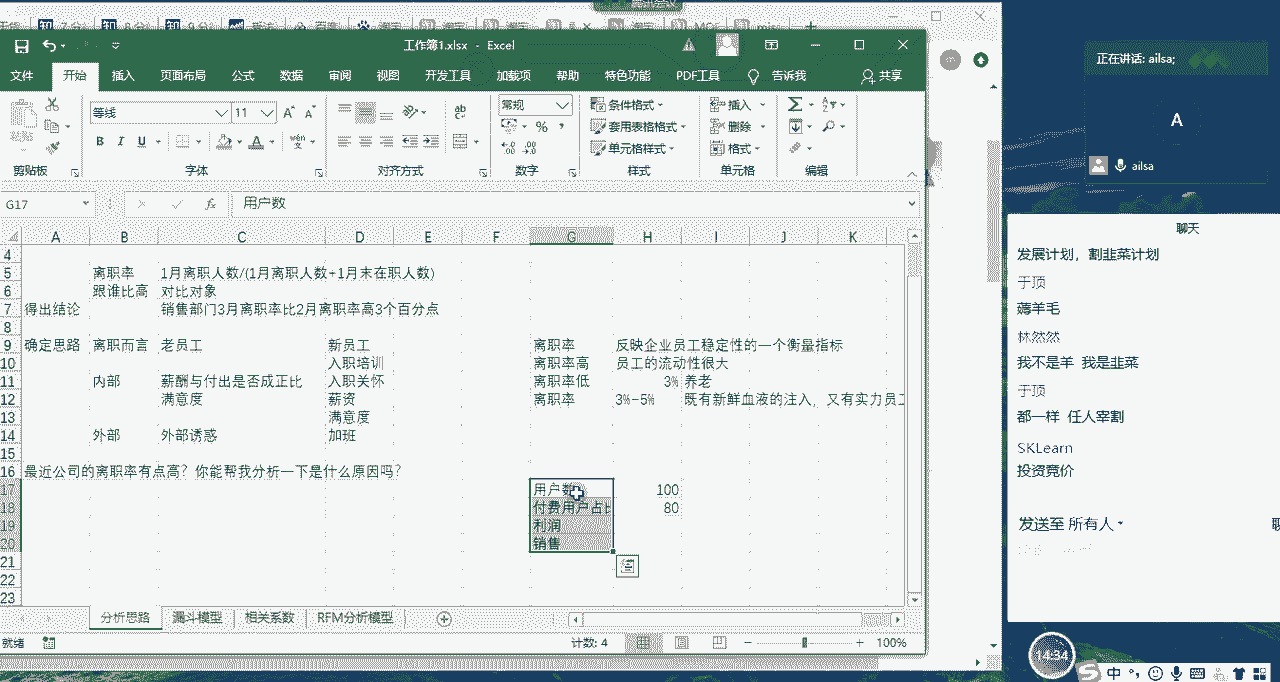 工作簿1.xlsx - Excel
文件 开始 插入 页面布局 公式 数据 审阅 视图 开发工具 加载项 帮助 特色功能 PDF工具 告诉我 共享
等线 11 常规 条件格式 插入
B I U % 套用表格格式 删除
单元格样式 格式
剪贴板 字体 对齐方式 数字 样式 单元格 编辑
G17 fx 用户数
A B C D E F G H I J K
4
5 离职率 1月离职人数/(1月离职人数+1月末在职人数)
6 跟谁比高 对比对象
7 得出结论 销售部门3月离职率比2月离职率高3个百分点
8
9 确定思路 离职而言 老员工 新员工 离职率 反映企业员工稳定性的一个衡量指标
10 入职培训 离职率高 员工的流动性很大
11 内部 薪酬与付出是否成正比 入职关怀 离职率低 3% 养老
12 满意度 薪资 离职率 3%-5% 既有新鲜血液的注入，又有实力员工
13 满意度
14 外部 外部诱惑 加班
15
16 最近公司的离职率有点高？你能帮我分析一下是什么原因吗？
17 用户数 100
18 付费用户占比 80
19 利润
20 销售
21
22
23
分析思路 漏斗模型 相关系数 RFM分析模型
就绪 计数: 4 100%
正在讲话: ailsa;
A
ailsa
聊天
发展计划，割韭菜计划
于顶
薅羊毛
林然然
我不是羊 我是韭菜
于顶
都一样 任人宰割
SKLearn
投资竞价
发送至 所有人
14:34
中